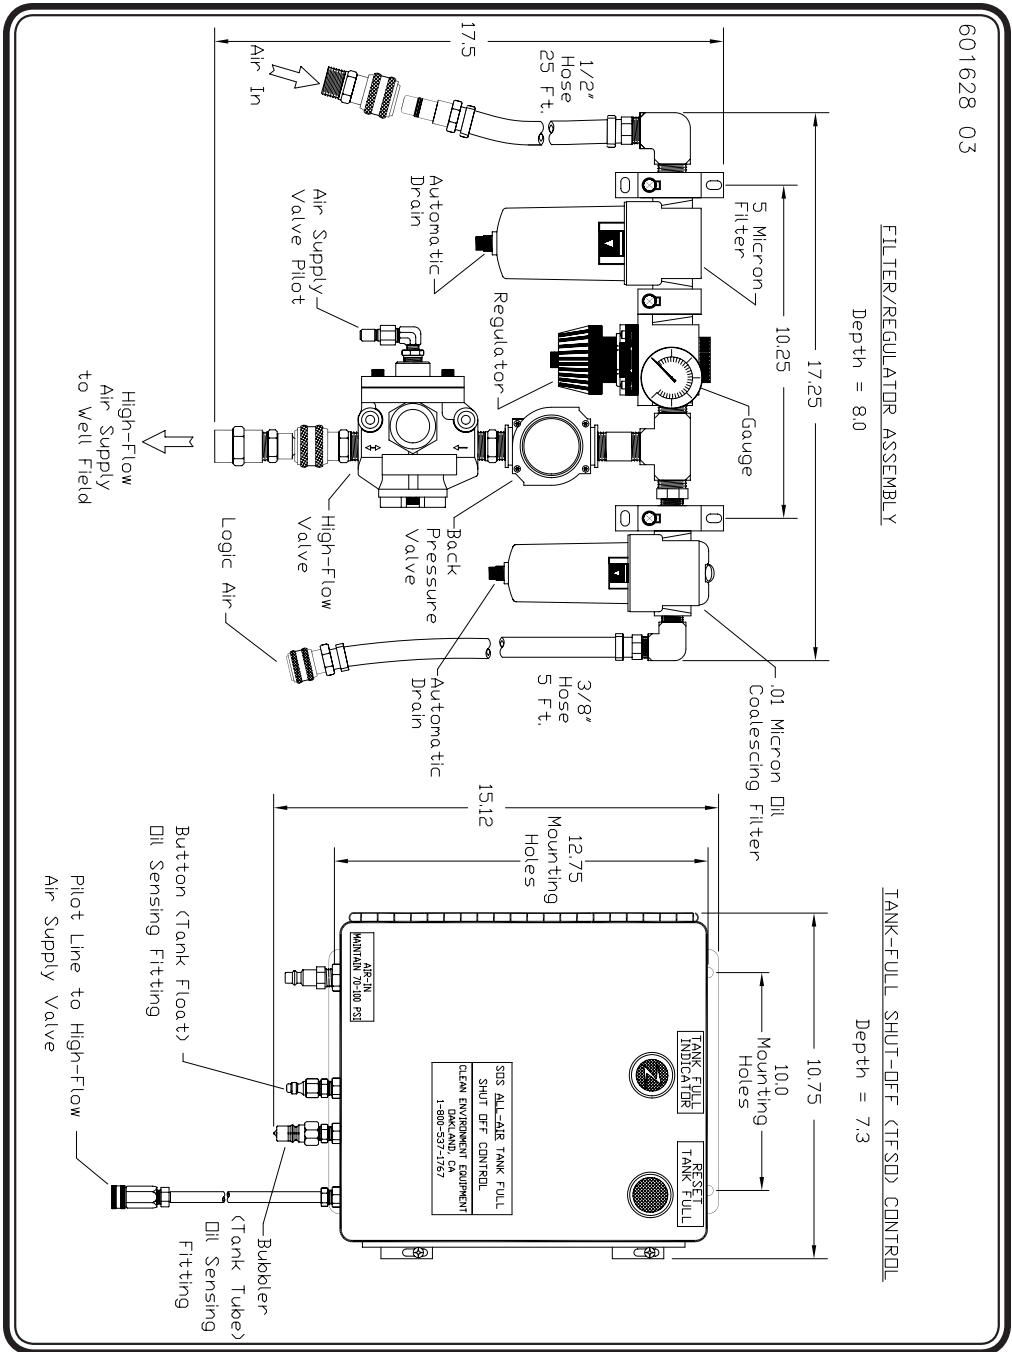 601628 03
FILTER/REGULATOR ASSEMBLY
Depth = 8.0
17.25
10.25
17.5
1/2"
Hose
25 Ft.
Air In
5 Micron
Filter
Automatic
Drain
Air Supply
Valve Pilot
Regulator
Gauge
High-Flow
Air Supply
to Well Field
High-Flow
Valve
Back
Pressure
Valve
Logic Air
Automatic
Drain
3/8"
Hose
5 Ft.
.01 Micron Oil
Coalescing Filter
TANK-FULL SHUT-OFF (TFSO) CONTROL
Depth = 7.3
10.75
10.0
Mounting
Holes
15.12
12.75
Mounting
Holes
TANK FULL
INDICATOR
RESET
TANK FULL
SOS ALL-AIR TANK FULL
SHUT OFF CONTROL
CLEAN ENVIRONMENT EQUIPMENT
OAKLAND, CA
1-800-537-1767
AIR-IN
MAINTAIN 70-100 PSI
Button (Tank Float)
Oil Sensing Fitting
Pilot Line to High-Flow
Air Supply Valve
Bubbler
(Tank Tube)
Oil Sensing
Fitting